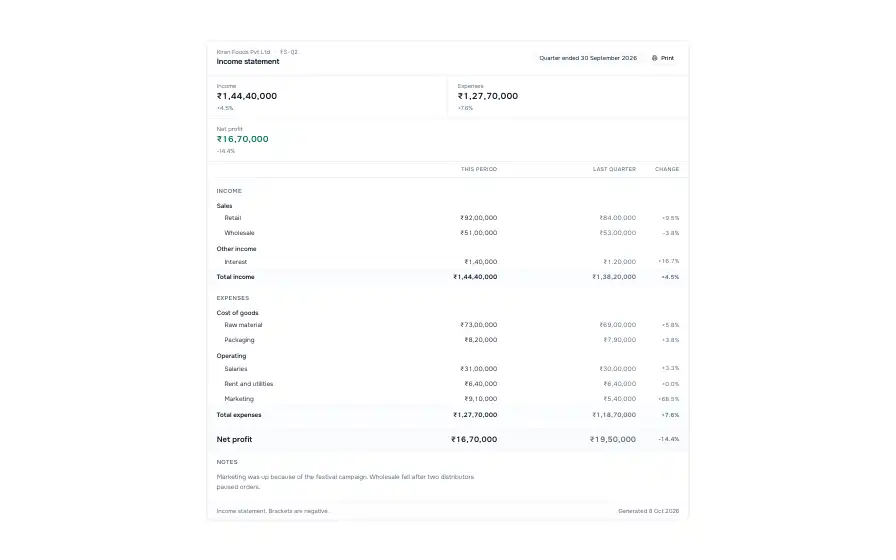 Kiran Foods Pvt Ltd · FS-Q2
Income statement
Quarter ended 30 September 2026
Print
Income
₹1,44,40,000
+4.5%
Expenses
₹1,27,70,000
+7.6%
Net profit
₹16,70,000
-14.4%
THIS PERIOD LAST QUARTER CHANGE
INCOME
Sales
Retail ₹92,00,000 ₹84,00,000 +9.5%
Wholesale ₹51,00,000 ₹53,00,000 -3.8%
Other income
Interest ₹1,40,000 ₹1,20,000 +16.7%
Total income ₹1,44,40,000 ₹1,38,20,000 +4.5%
EXPENSES
Cost of goods
Raw material ₹73,00,000 ₹69,00,000 +5.8%
Packaging ₹8,20,000 ₹7,90,000 +3.8%
Operating
Salaries ₹31,00,000 ₹30,00,000 +3.3%
Rent and utilities ₹6,40,000 ₹6,40,000 +0.0%
Marketing ₹9,10,000 ₹5,40,000 +68.5%
Total expenses ₹1,27,70,000 ₹1,18,70,000 +7.6%
Net profit ₹16,70,000 ₹19,50,000 -14.4%
NOTES
Marketing was up because of the festival campaign. Wholesale fell after two distributors
paused orders.
Income statement. Brackets are negative.
Generated 8 Oct 2026